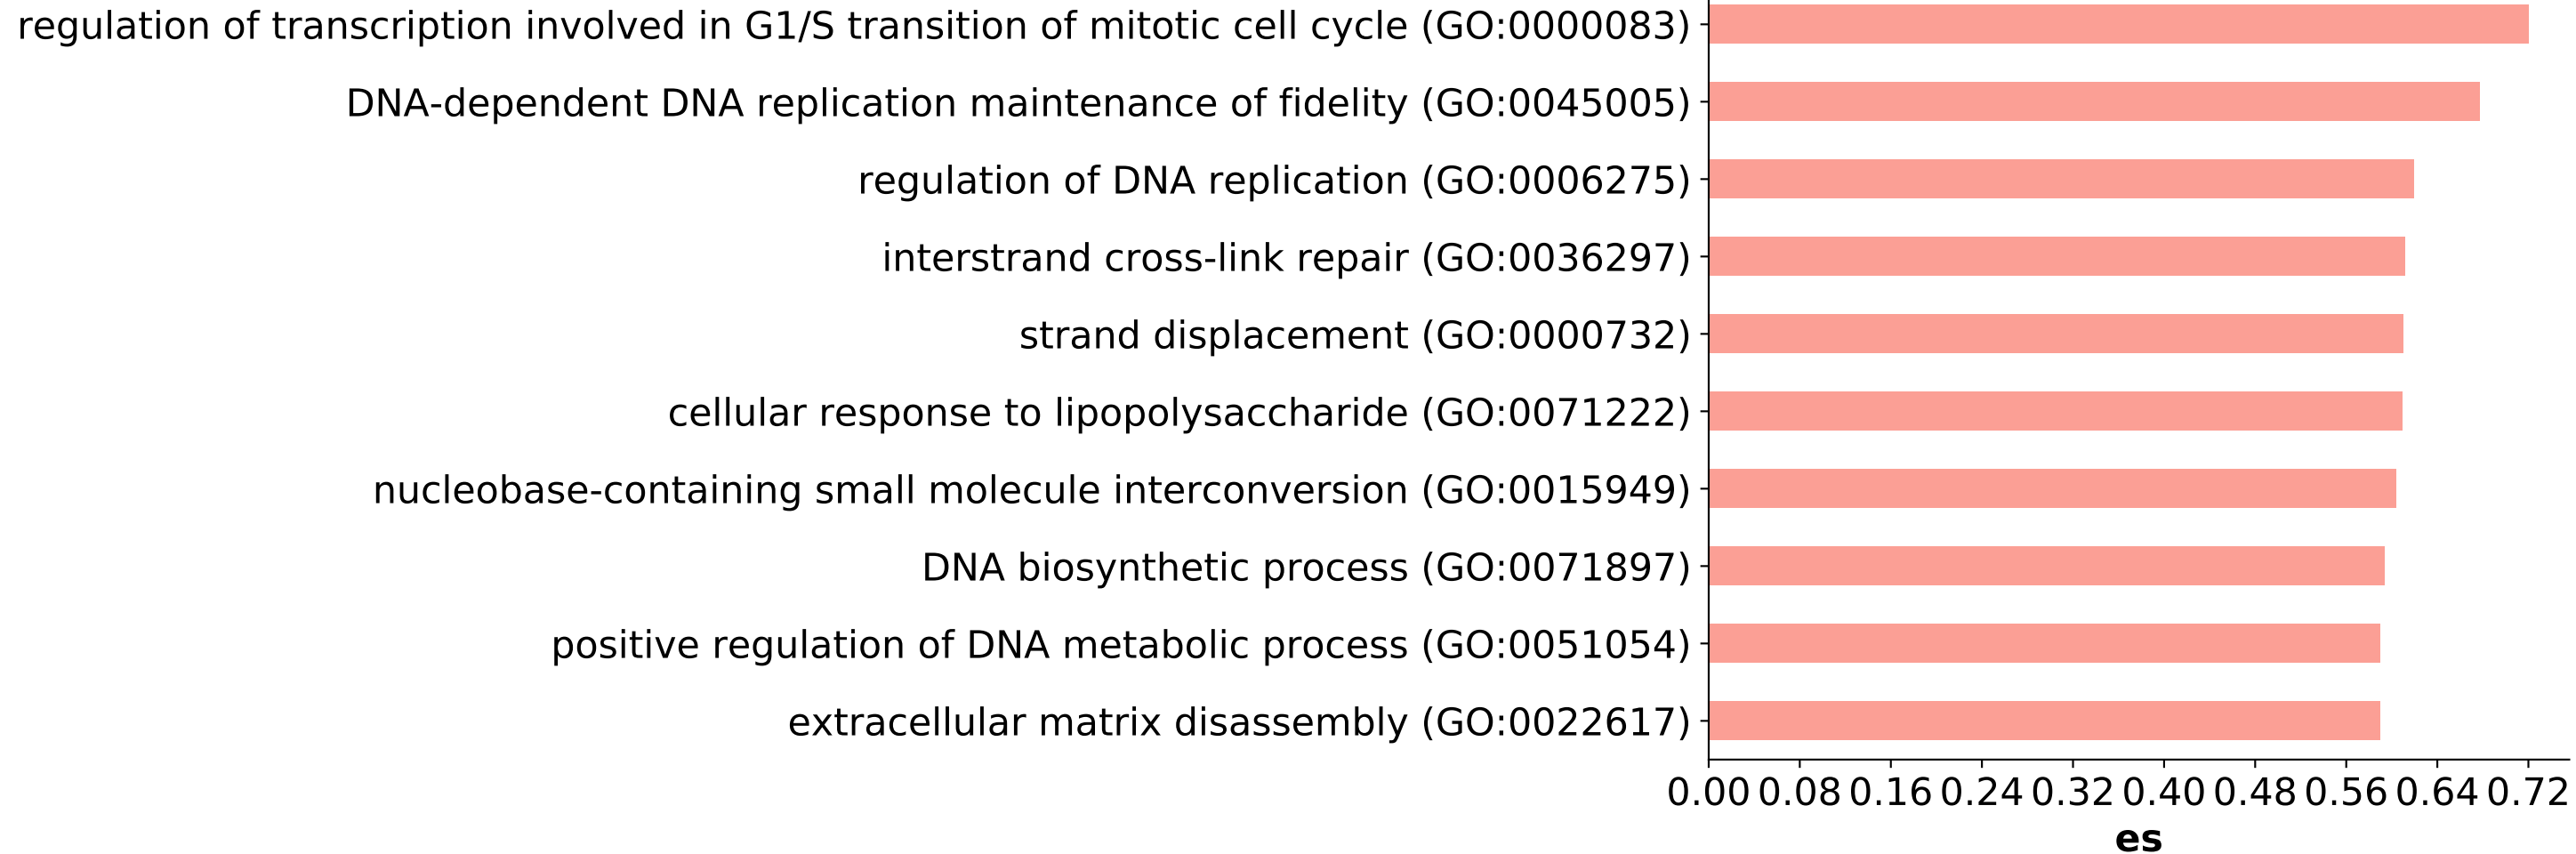 regulation of transcription involved in G1/S transition of mitotic cell cycle (GO:0000083)
DNA-dependent DNA replication maintenance of fidelity (GO:0045005)
regulation of DNA replication (GO:0006275)
interstrand cross-link repair (GO:0036297)
strand displacement (GO:0000732)
cellular response to lipopolysaccharide (GO:0071222)
nucleobase-containing small molecule interconversion (GO:0015949)
DNA biosynthetic process (GO:0071897)
positive regulation of DNA metabolic process (GO:0051054)
extracellular matrix disassembly (GO:0022617)
0.00 0.08 0.16 0.24 0.32 0.40 0.48 0.56 0.64 0.72
es